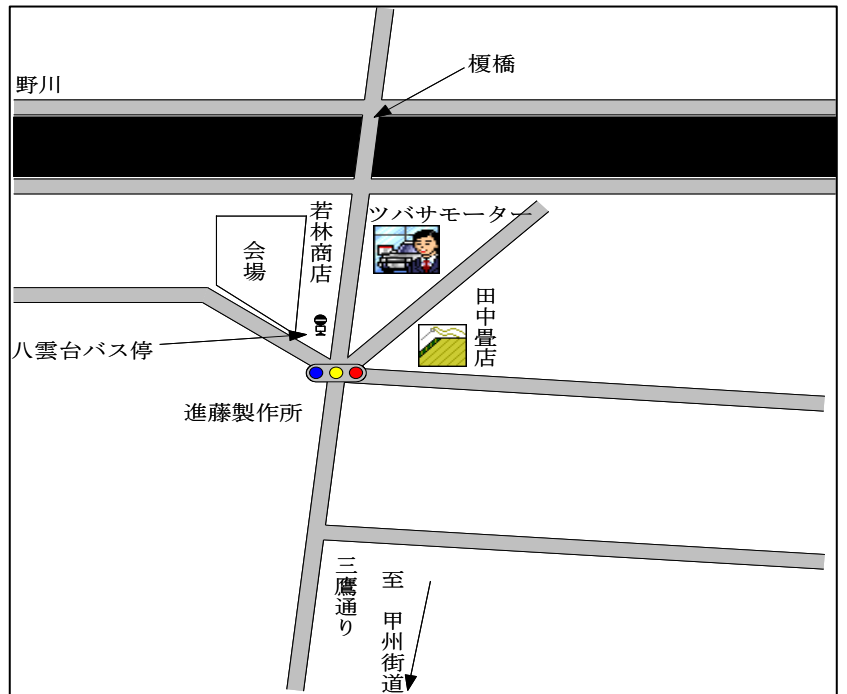 榎橋
野川
若林商店
ツバサモーター
会場
田中畳店
八雲台バス停
進藤製作所
三鷹通り
至 甲州街道